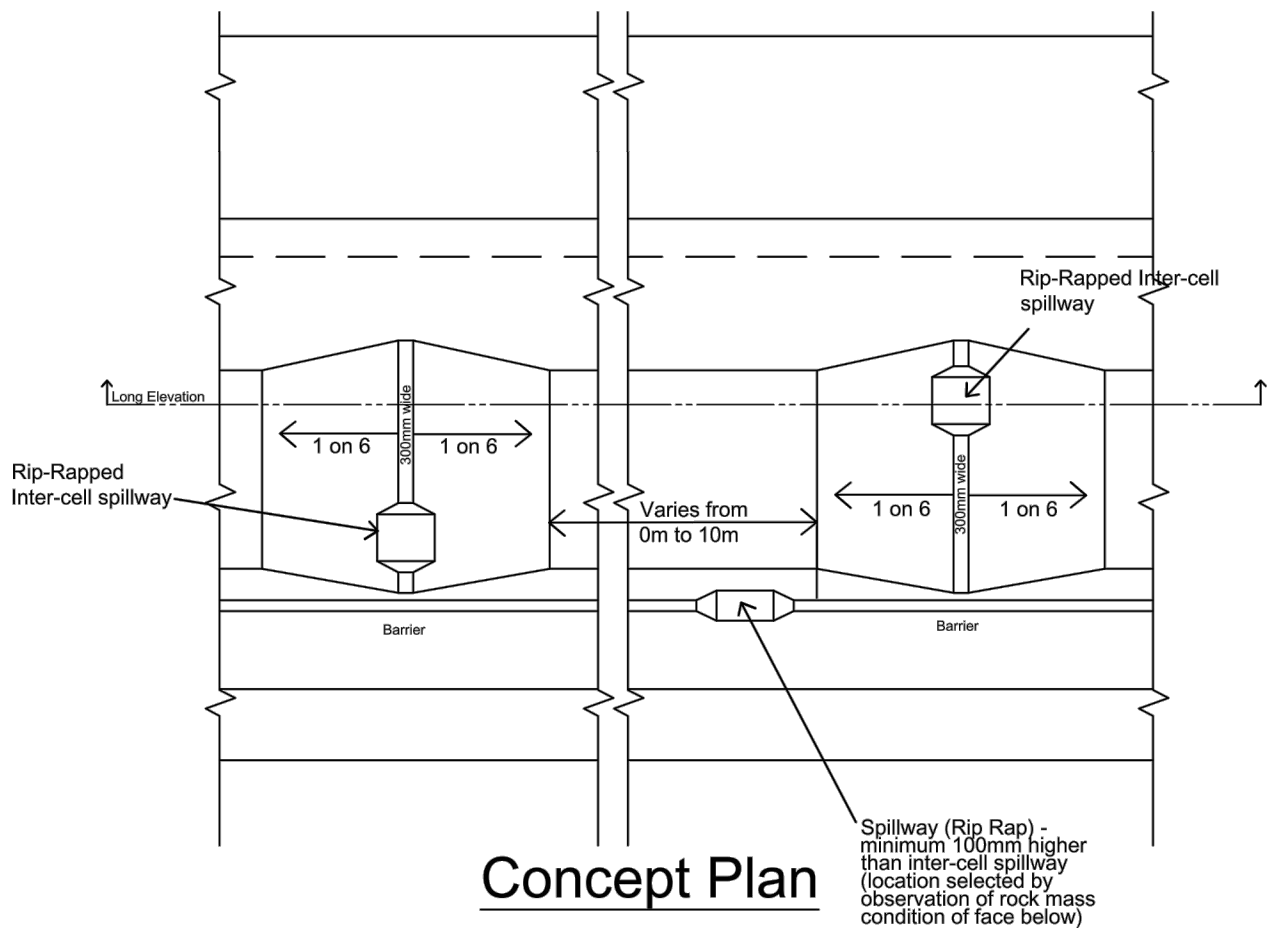 Rip-Rapped Inter-cell
spillway
Long Elevation
300mm wide
1 on 6
1 on 6
Rip-Rapped
Inter-cell spillway
Varies from
0m to 10m
300mm wide
1 on 6
1 on 6
Barrier
Barrier
Spillway (Rip Rap) -
minimum 100mm higher
than inter-cell spillway
(location selected by
observation of rock mass
condition of face below)
Concept Plan